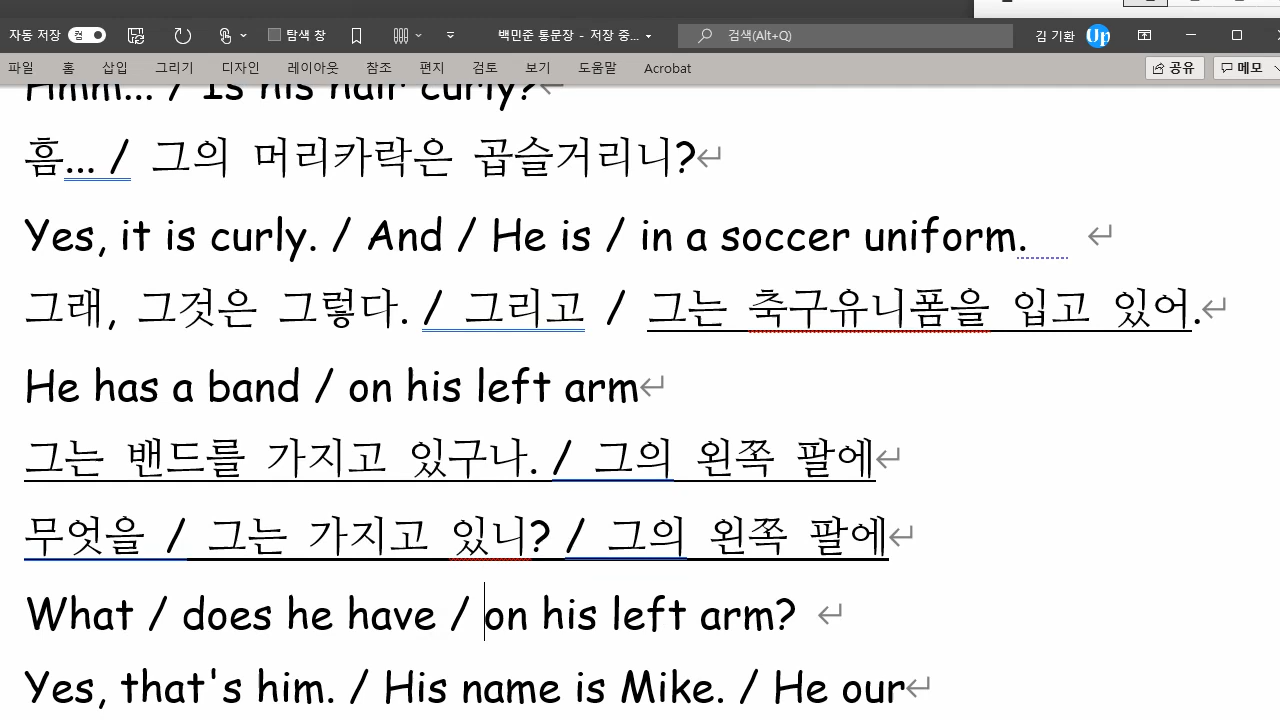 자동 저장 컴 탐색 창 백민준 통문장 - 저장 중... 검색(Alt+Q) 김 기환 Up
파일 홈 삽입 그리기 디자인 레이아웃 참조 편지 검토 보기 도움말 Acrobat 공유 메모
Hmm... / Is his hair curly?
흠... / 그의 머리카락은 곱슬거리니?
Yes, it is curly. / And / He is / in a soccer uniform.
그래, 그것은 그렇다. / 그리고 / 그는 축구유니폼을 입고 있어.
He has a band / on his left arm
그는 밴드를 가지고 있구나. / 그의 왼쪽 팔에
무엇을 / 그는 가지고 있니? / 그의 왼쪽 팔에
What / does he have / on his left arm?
Yes, that's him. / His name is Mike. / He our